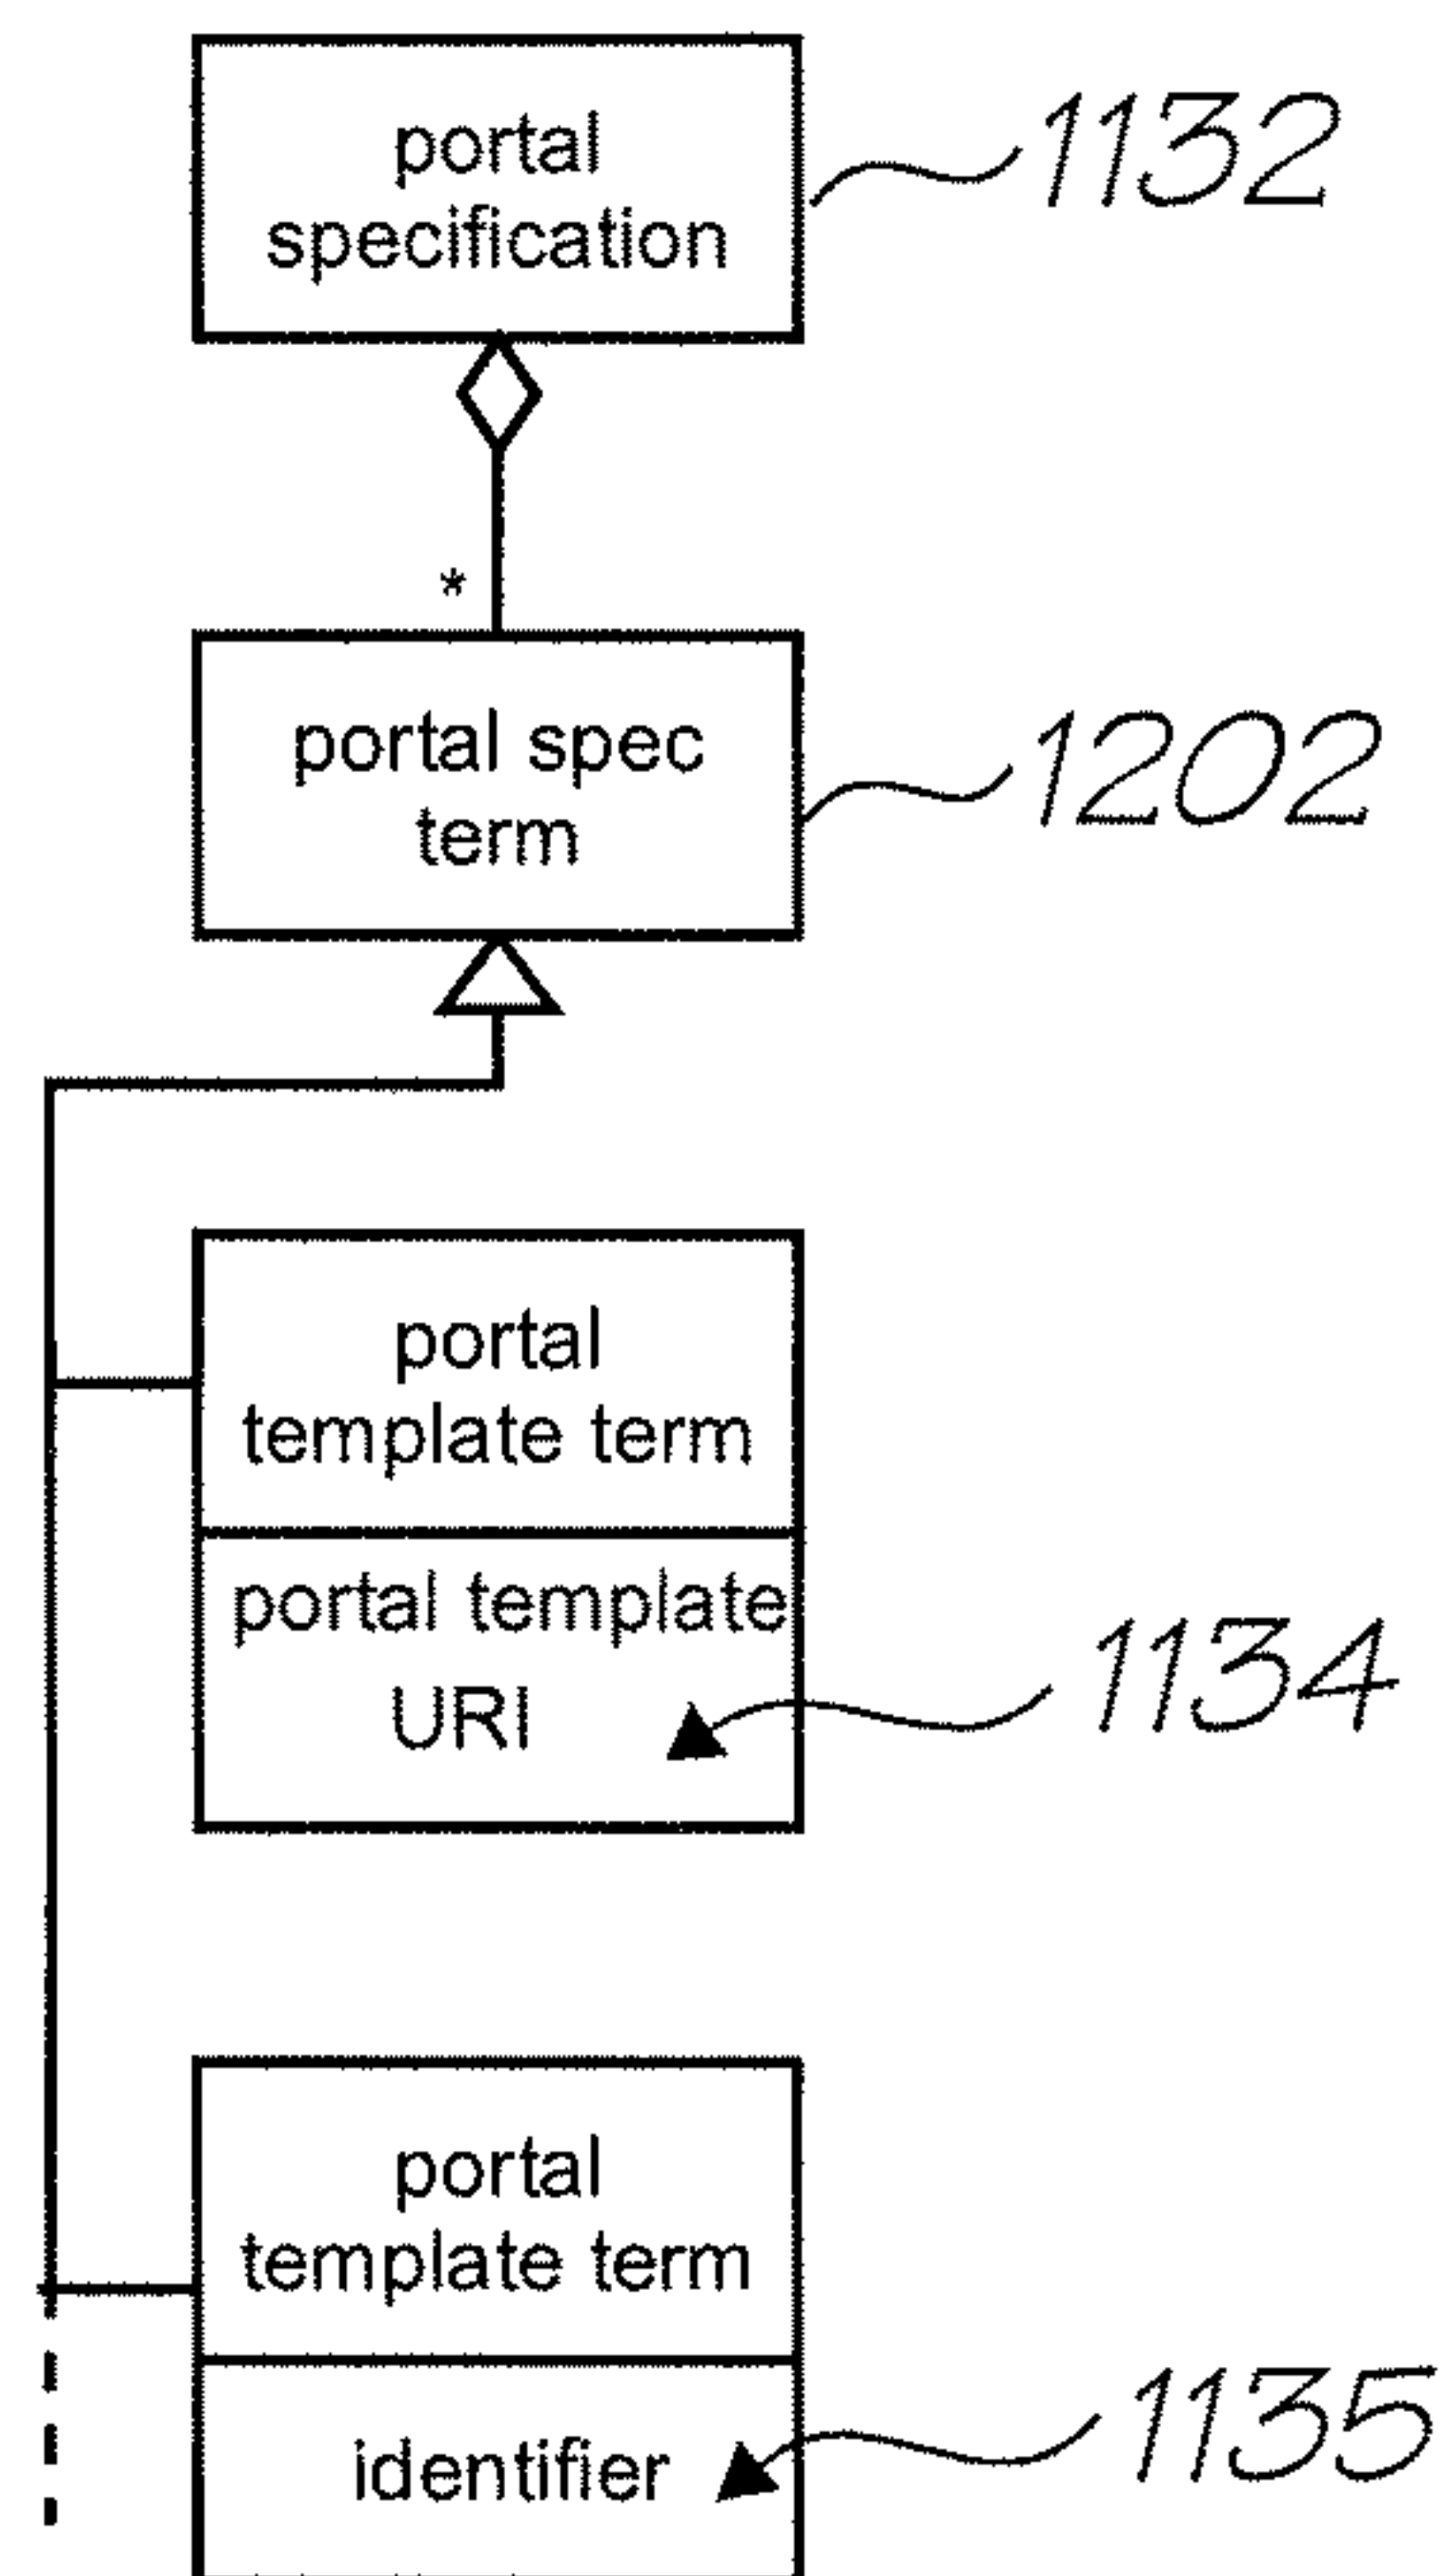 portal
specification
1132
*
portal spec
term
1202
portal
template term
portal template
URI
1134
portal
template term
identifier
1135